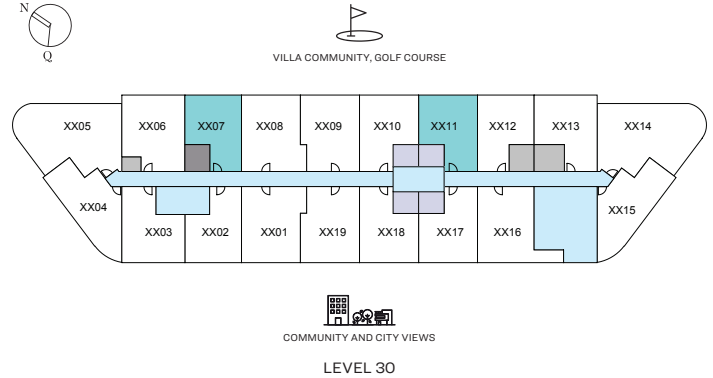 N
Q
VILLA COMMUNITY, GOLF COURSE
XX05 XX06 XX07 XX08 XX09 XX10 XX11 XX12 XX13 XX14
XX04 XX03 XX02 XX01 XX19 XX18 XX17 XX16 XX15
COMMUNITY AND CITY VIEWS
LEVEL 30